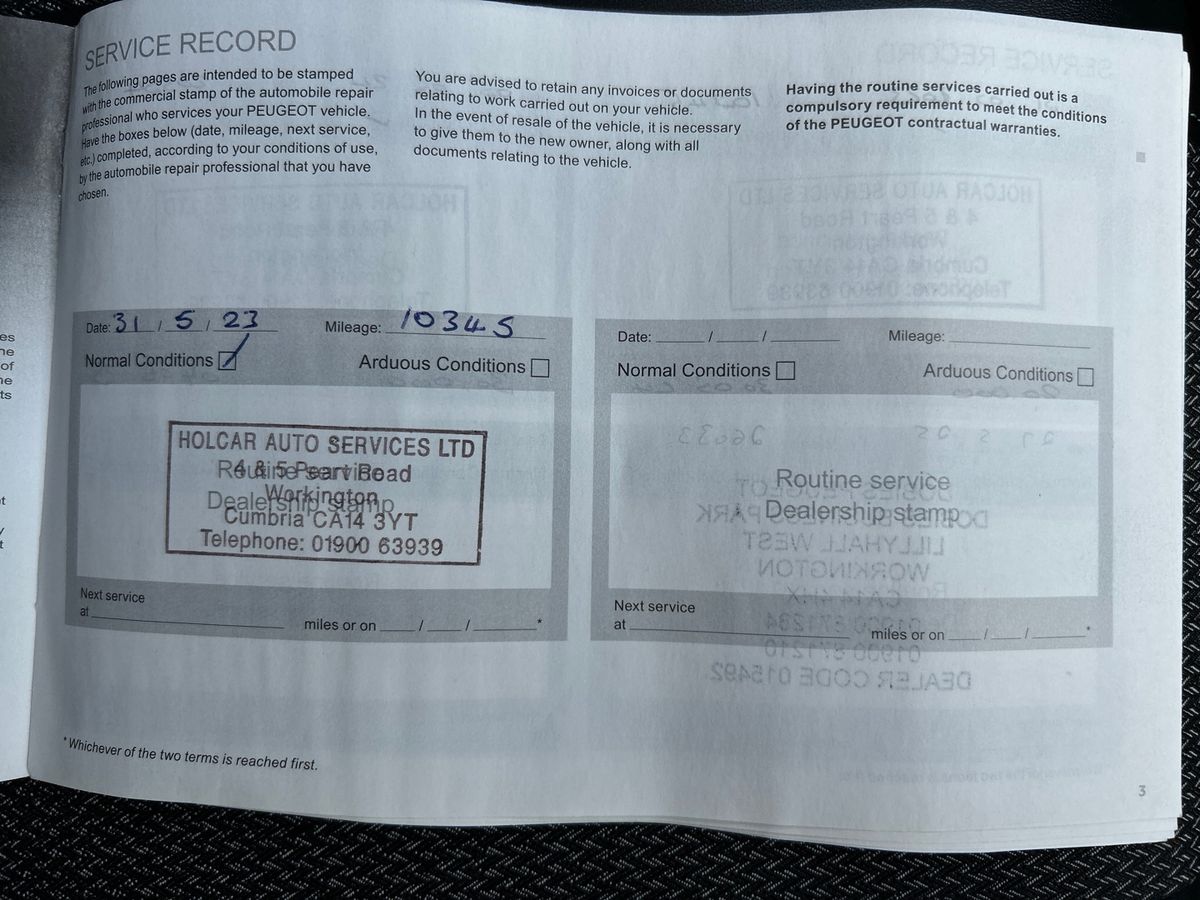 SERVICE RECORD
The following pages are intended to be stamped
with the commercial stamp of the automobile repair
professional who services your PEUGEOT vehicle.
Have the boxes below (date, mileage, next service,
etc.) completed, according to your conditions of use,
by the automobile repair professional that you have
chosen.
You are advised to retain any invoices or documents
relating to work carried out on your vehicle.
In the event of resale of the vehicle, it is necessary
to give them to the new owner, along with all
documents relating to the vehicle.
Having the routine services carried out is a
compulsory requirement to meet the conditions
of the PEUGEOT contractual warranties.
Date: 31 / 5 / 23 Mileage: 10345
Normal Conditions Arduous Conditions
HOLCAR AUTO SERVICES LTD
Routine service
4 & 5 Peart Road
Dealership stamp
Workington
Cumbria CA14 3YT
Telephone: 01900 63939
Next service
at miles or on / / *
Date: / / Mileage:
Normal Conditions Arduous Conditions
Routine service
Dealership stamp
Next service
at miles or on / / *
* Whichever of the two terms is reached first.
3